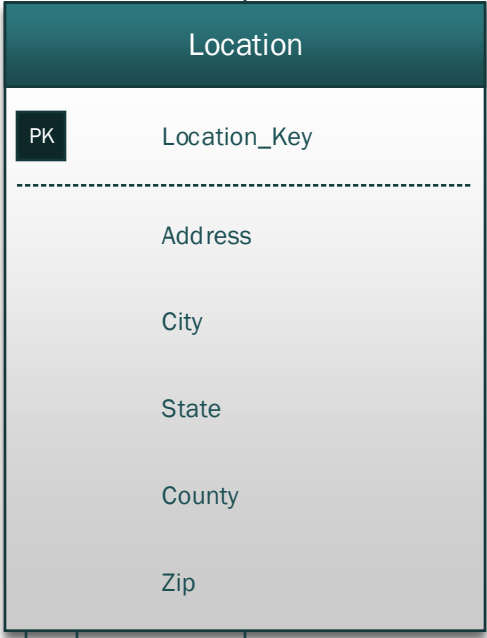 Location
PK Location_Key
Address
City
State
County
Zip